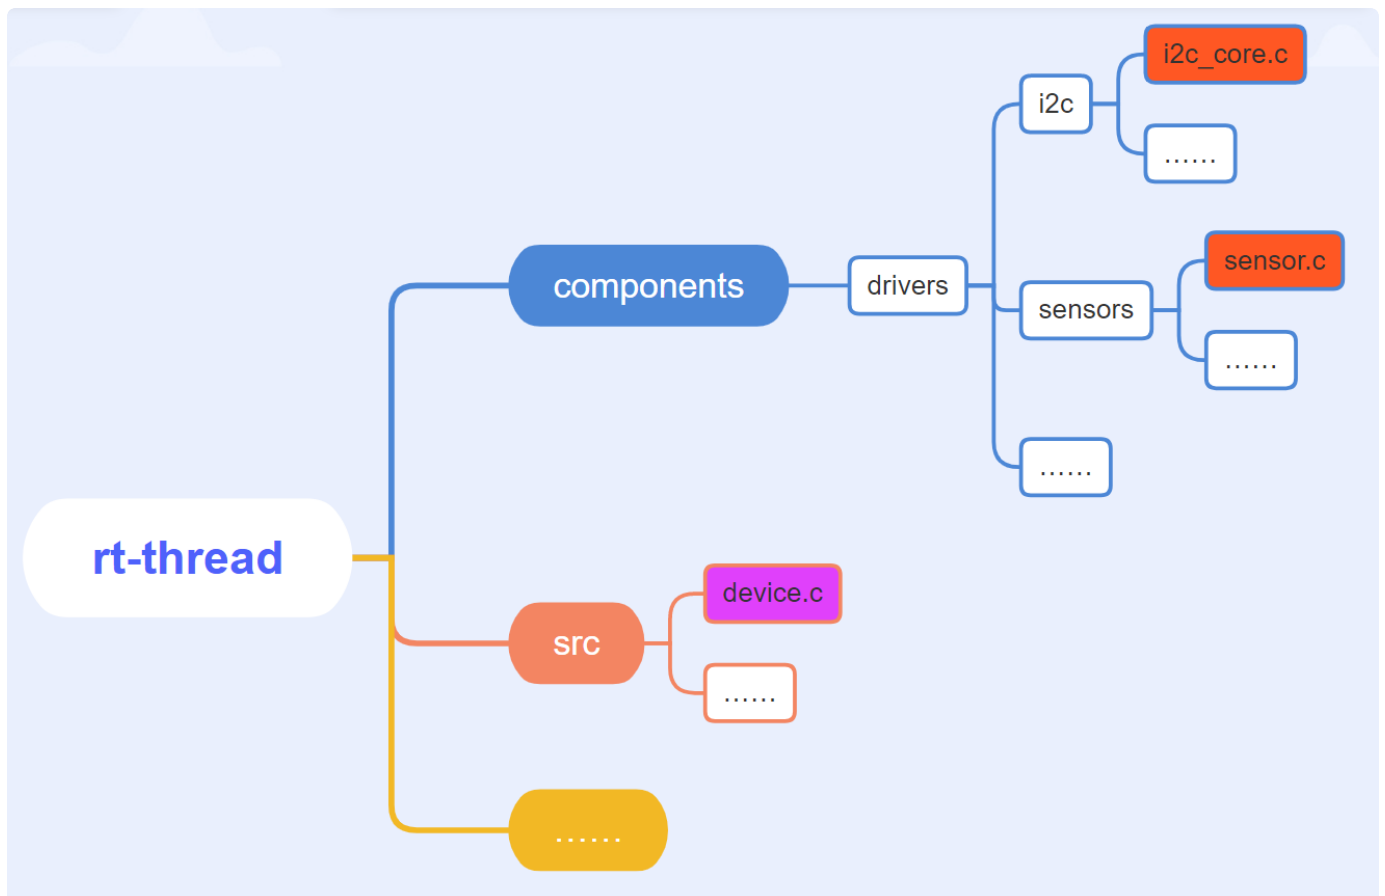 i2c_core.c
i2c
……
sensor.c
components
drivers
sensors
……
……
rt-thread
device.c
src
……
……